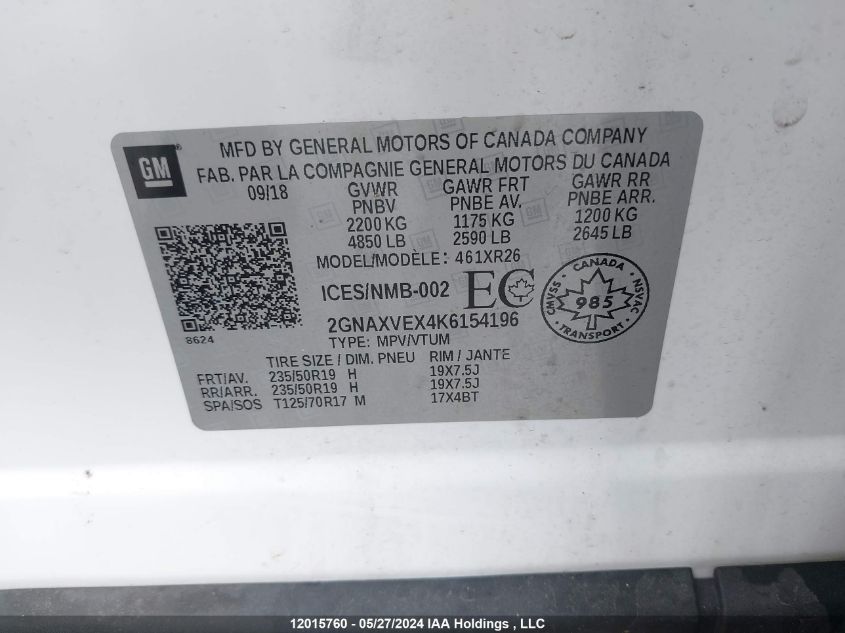 GM
MFD BY GENERAL MOTORS OF CANADA COMPANY
FAB. PAR LA COMPAGNIE GENERAL MOTORS DU CANADA
09/18 GVWR GAWR FRT GAWR RR
PNBV PNBE AV. PNBE ARR.
2200 KG 1175 KG 1200 KG
4850 LB 2590 LB 2645 LB
MODEL/MODÈLE: 461XR26
ICES/NMB-002 EC
CANADA
CMVSS 985 NSVAC
TRANSPORT
8624
2GNAXVEX4K6154196
TYPE: MPV/VTUM
TIRE SIZE / DIM. PNEU RIM / JANTE
FRT/AV. 235/50R19 H 19X7.5J
RR/ARR. 235/50R19 H 19X7.5J
SPA/SOS T125/70R17 M 17X4BT
12015760 - 05/27/2024 IAA Holdings , LLC